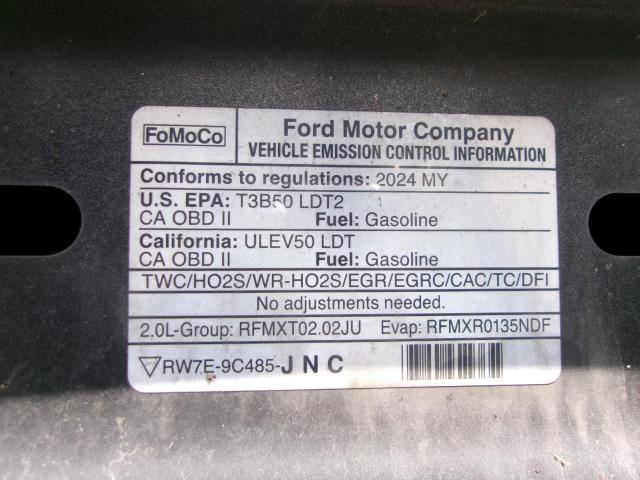 FoMoCo
Ford Motor Company
VEHICLE EMISSION CONTROL INFORMATION
Conforms to regulations: 2024 MY
U.S. EPA: T3B50 LDT2
CA OBD II Fuel: Gasoline
California: ULEV50 LDT
CA OBD II Fuel: Gasoline
TWC/HO2S/WR-HO2S/EGR/EGRC/CAC/TC/DFI
No adjustments needed.
2.0L-Group: RFMXT02.02JU Evap: RFMXR0135NDF
RW7E-9C485-J N C